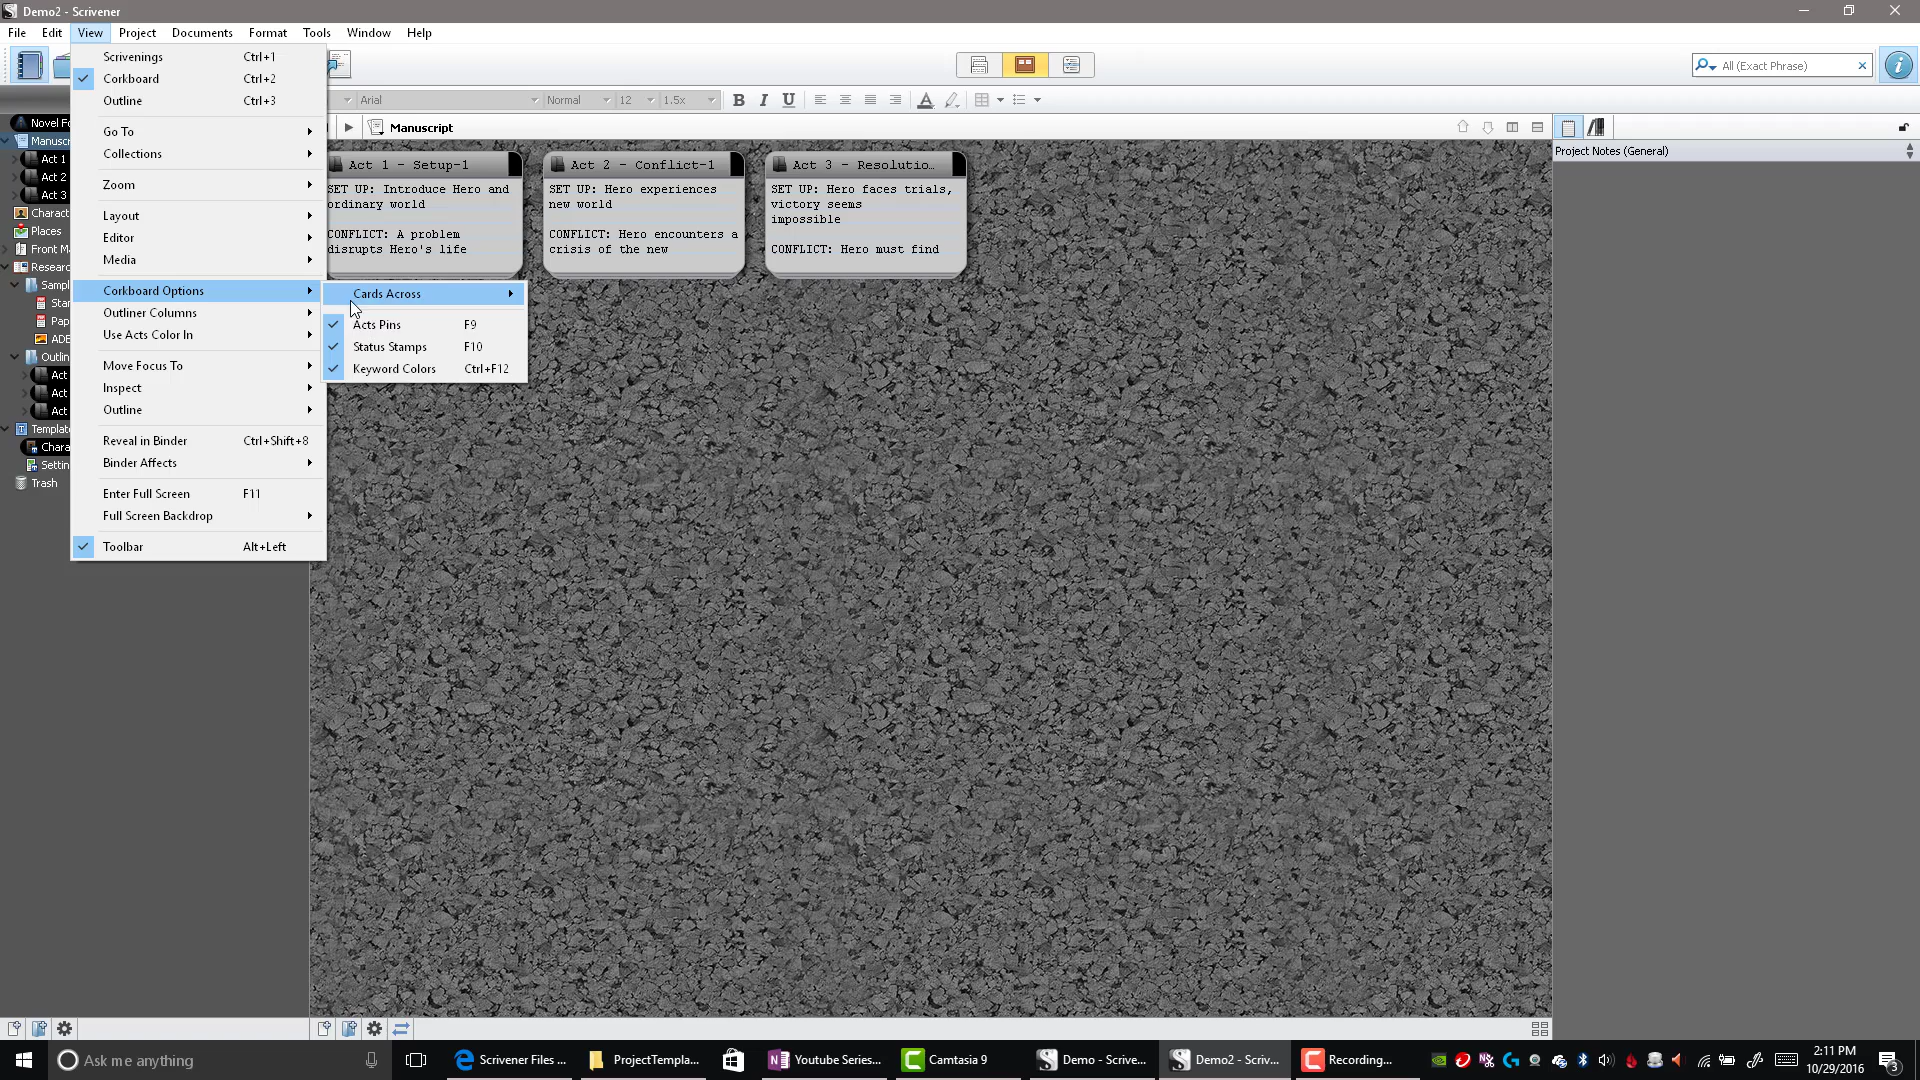 Demo2 - Scrivener
File Edit View Project Documents Format Tools Window Help
All (Exact Phrase)
Arial Normal 12 1.5x B I U A
Manuscript
Project Notes (General)
Scrivenings Ctrl+1
Corkboard Ctrl+2
Outline Ctrl+3
Go To
Collections
Zoom
Layout
Editor
Media
Corkboard Options
Outliner Columns
Use Acts Color In
Move Focus To
Inspect
Outline
Reveal in Binder Ctrl+Shift+8
Binder Affects
Enter Full Screen F11
Full Screen Backdrop
Toolbar Alt+Left
Cards Across
Acts Pins F9
Status Stamps F10
Keyword Colors Ctrl+F12
Novel Fo
Manuscr
Act 1
Act 2
Act 3
Charact
Places
Front Ma
Researc
Sampl
Star
Pap
ADE
Outlin
Act
Act
Act
Templat
Chara
Settin
Trash
Act 1 - Setup-1
SET UP: Introduce Hero and
ordinary world
CONFLICT: A problem
disrupts Hero's life
Act 2 - Conflict-1
SET UP: Hero experiences
new world
CONFLICT: Hero encounters a
crisis of the new
Act 3 - Resolutio...
SET UP: Hero faces trials,
victory seems
impossible
CONFLICT: Hero must find
Ask me anything
Scrivener Files ...
ProjectTempla...
Youtube Series...
Camtasia 9
Demo - Scrive...
Demo2 - Scriv...
Recording...
2:11 PM
10/29/2016
3